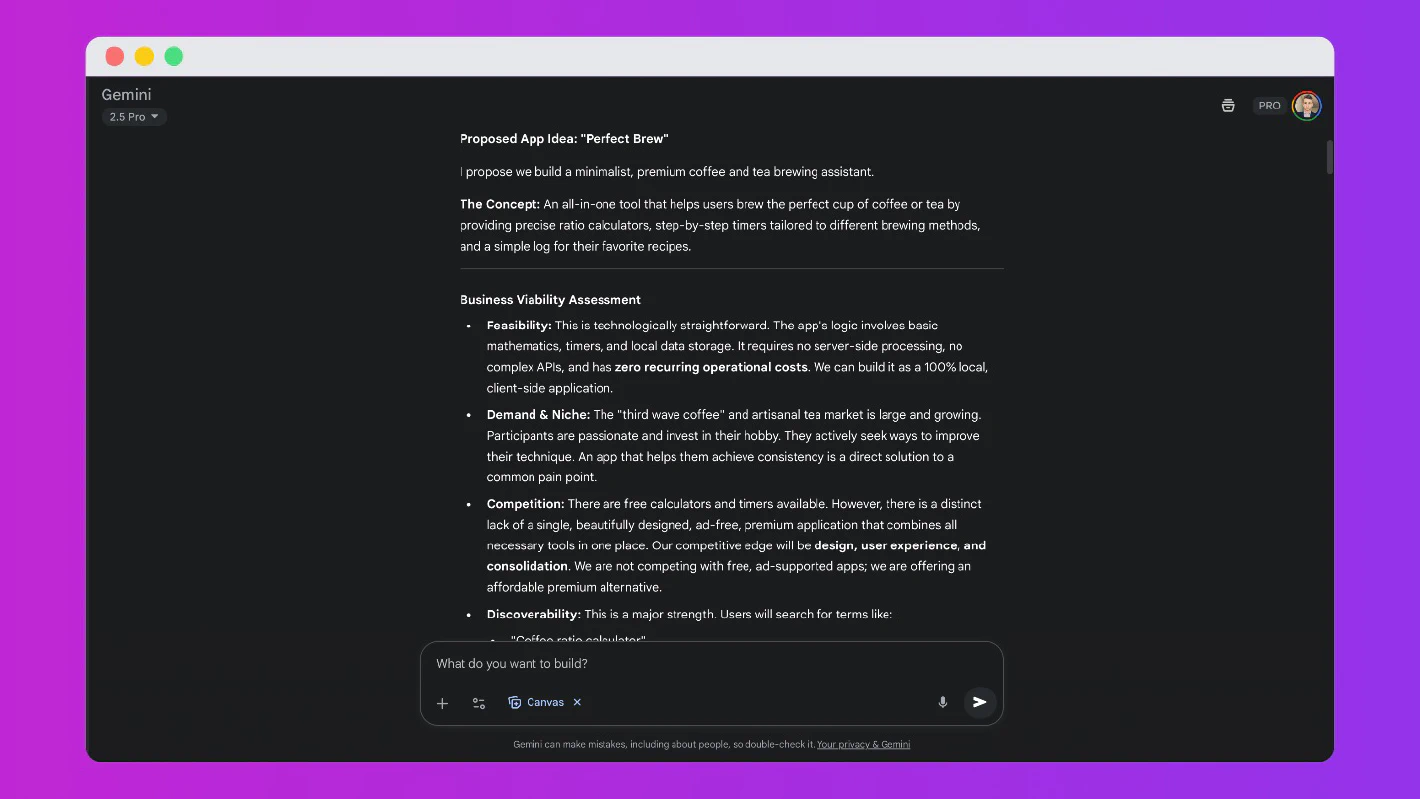 Gemini
2.5 Pro
PRO
Proposed App Idea: "Perfect Brew"
I propose we build a minimalist, premium coffee and tea brewing assistant.
The Concept: An all-in-one tool that helps users brew the perfect cup of coffee or tea by
providing precise ratio calculators, step-by-step timers tailored to different brewing methods,
and a simple log for their favorite recipes.
Business Viability Assessment
• Feasibility: This is technologically straightforward. The app's logic involves basic
mathematics, timers, and local data storage. It requires no server-side processing, no
complex APIs, and has zero recurring operational costs. We can build it as a 100% local,
client-side application.
• Demand & Niche: The "third wave coffee" and artisanal tea market is large and growing.
Participants are passionate and invest in their hobby. They actively seek ways to improve
their technique. An app that helps them achieve consistency is a direct solution to a
common pain point.
• Competition: There are free calculators and timers available. However, there is a distinct
lack of a single, beautifully designed, ad-free, premium application that combines all
necessary tools in one place. Our competitive edge will be design, user experience, and
consolidation. We are not competing with free, ad-supported apps; we are offering an
affordable premium alternative.
• Discoverability: This is a major strength. Users will search for terms like:
• "Coffee ratio calculator"
What do you want to build?
Canvas
Gemini can make mistakes, including about people, so double-check it. Your privacy & Gemini